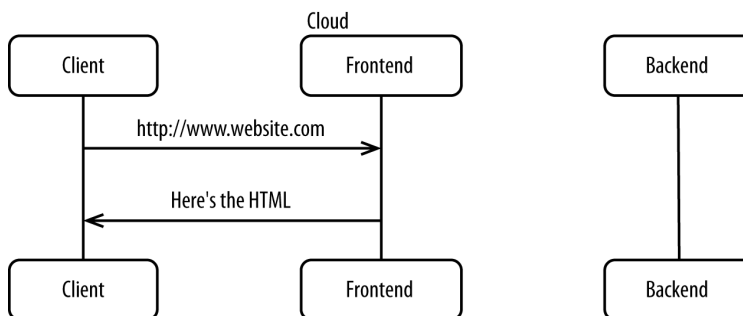 Cloud
Client
Frontend
Backend
http://www.website.com
Here's the HTML
Client
Frontend
Backend